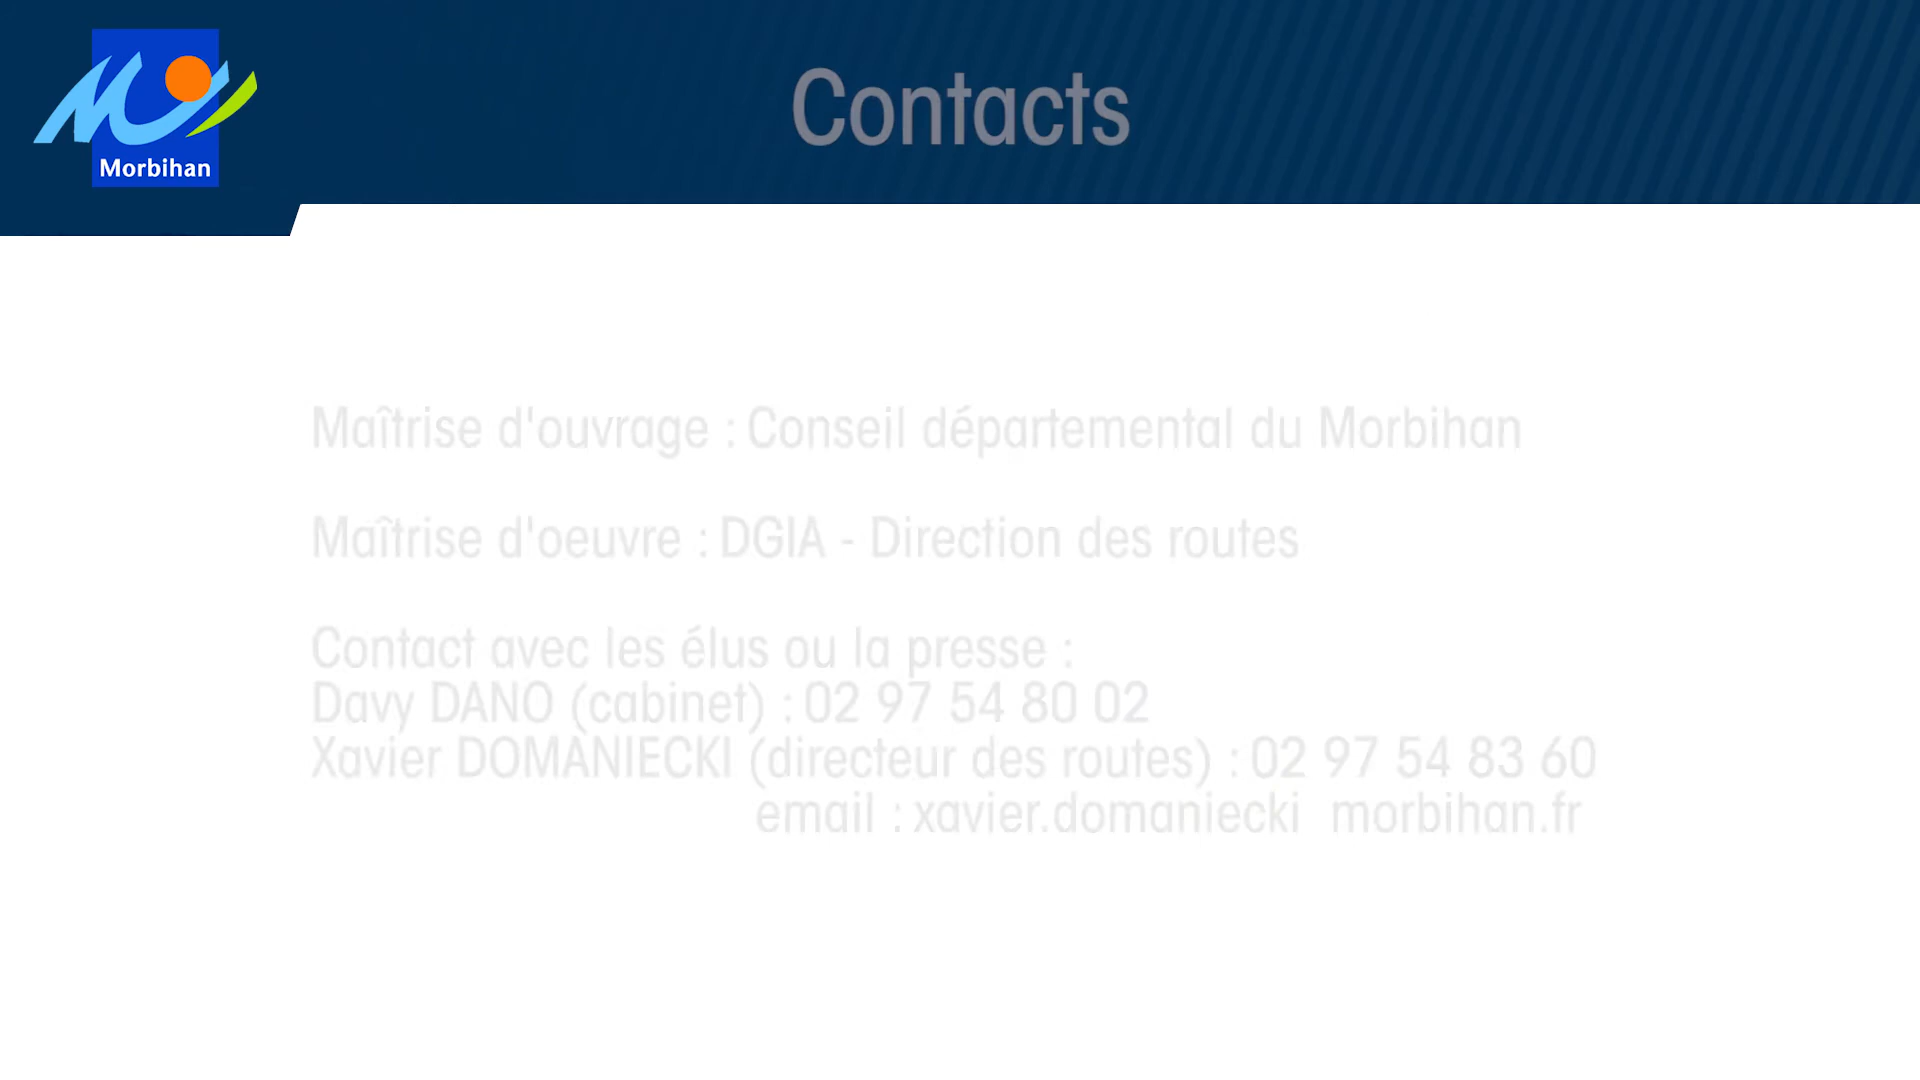 Morbihan
Contacts
Maîtrise d'ouvrage : Conseil départemental du Morbihan
Maîtrise d'oeuvre : DGIA - Direction des routes
Contact avec les élus ou la presse :
Davy DANO (cabinet) : 02 97 54 80 02
Xavier DOMANIECKI (directeur des routes) : 02 97 54 83 60
email : xavier.domaniecki  morbihan.fr